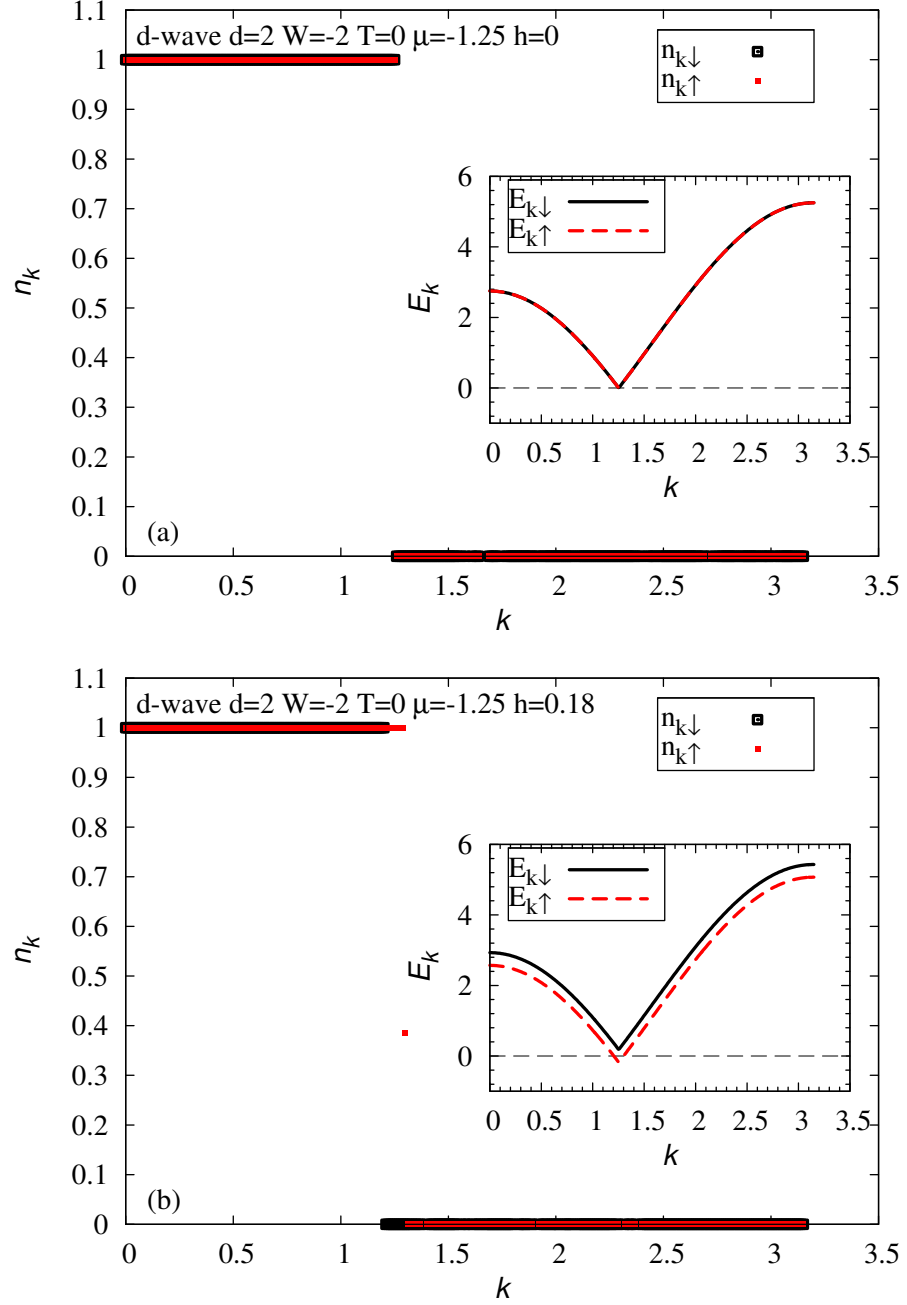 d-wave d=2 W=-2 T=0 μ=-1.25 h=0
n_k↓
n_k↑
1.1
1
0.9
0.8
0.7
0.6
0.5
0.4
0.3
0.2
0.1
0
n_k
E_k↓
E_k↑
6
4
2
0
E_k
0 0.5 1 1.5 2 2.5 3 3.5
k
(a)
0 0.5 1 1.5 2 2.5 3 3.5
k
d-wave d=2 W=-2 T=0 μ=-1.25 h=0.18
n_k↓
n_k↑
1.1
1
0.9
0.8
0.7
0.6
0.5
0.4
0.3
0.2
0.1
0
n_k
E_k↓
E_k↑
6
4
2
0
E_k
0 0.5 1 1.5 2 2.5 3 3.5
k
(b)
0 0.5 1 1.5 2 2.5 3 3.5
k